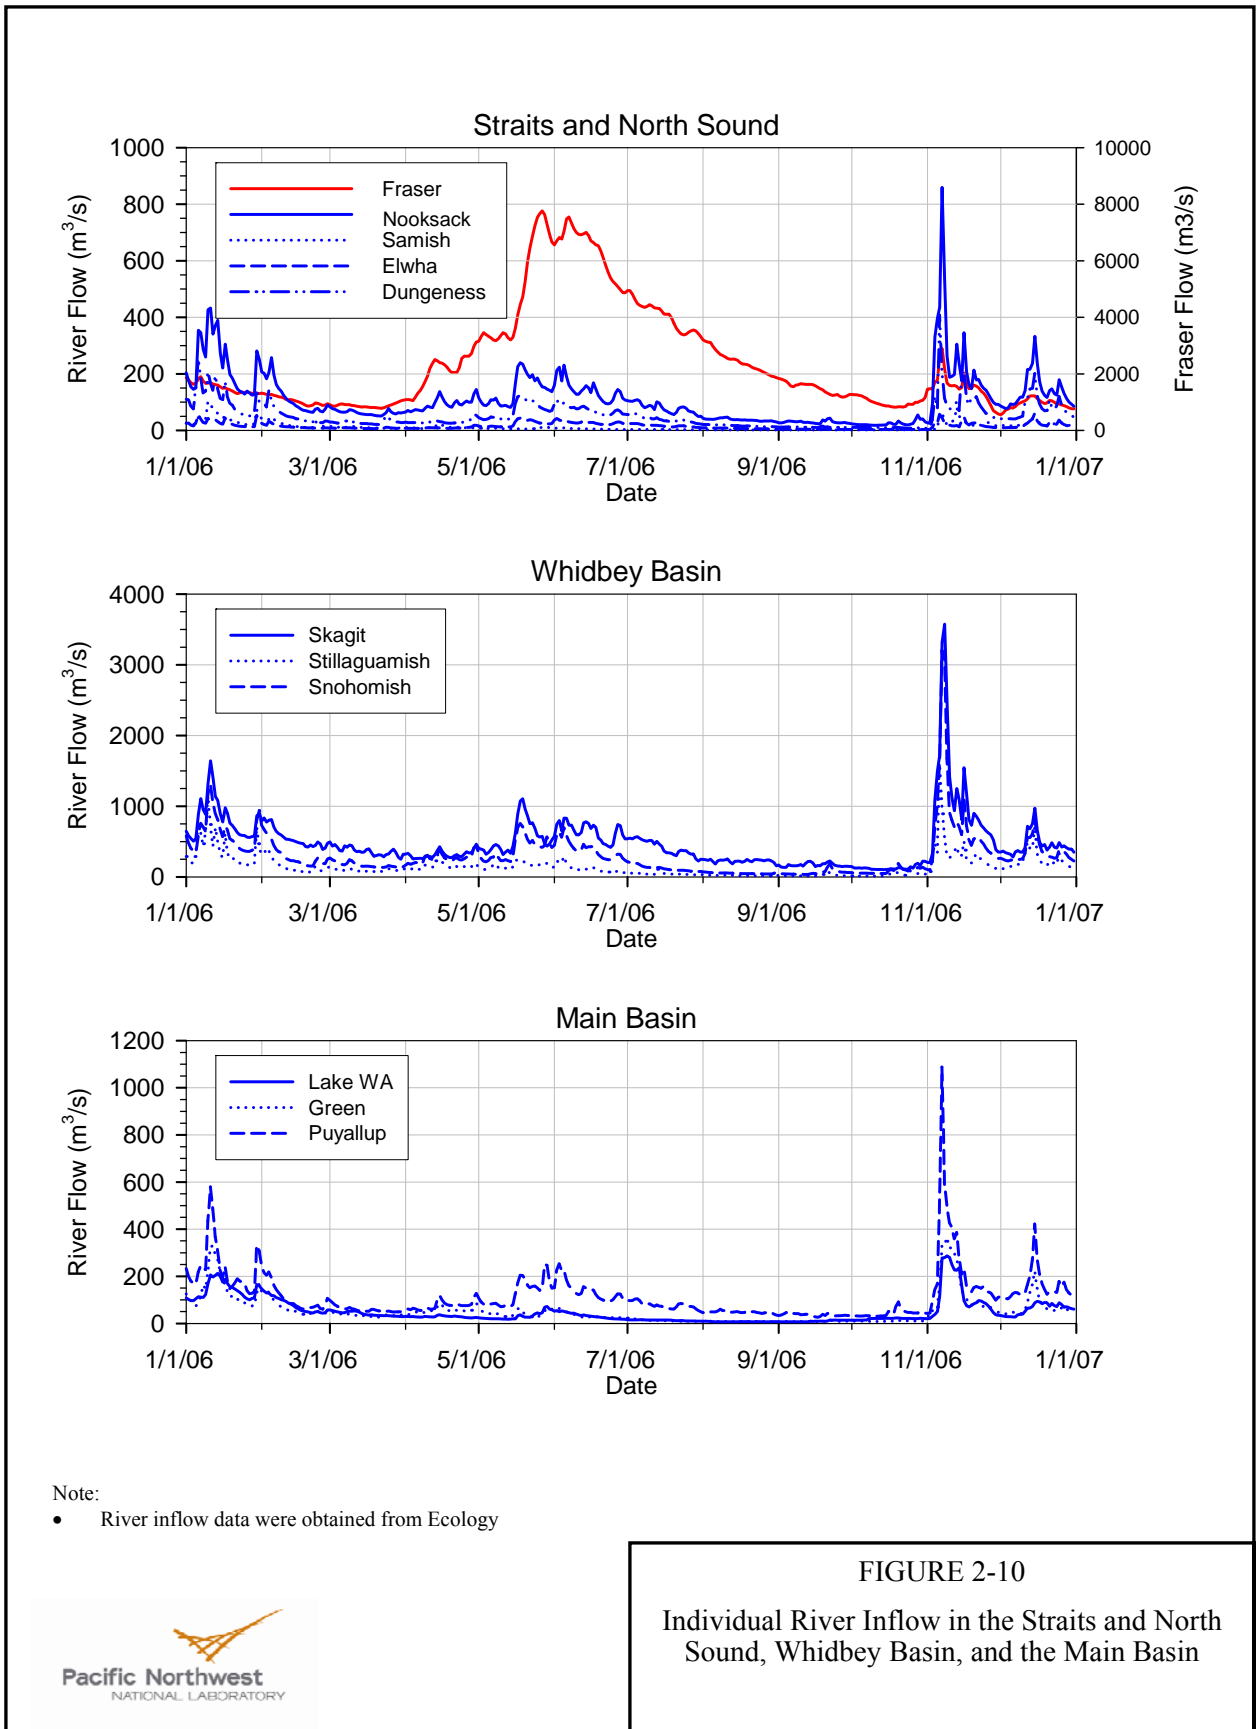 Straits and North Sound
1000
800
600
400
200
0
River Flow (m³/s)
Fraser
Nooksack
Samish
Elwha
Dungeness
10000
8000
6000
4000
2000
0
Fraser Flow (m3/s)
1/1/06 3/1/06 5/1/06 7/1/06 9/1/06 11/1/06 1/1/07
Date
Whidbey Basin
4000
3000
2000
1000
0
River Flow (m³/s)
Skagit
Stillaguamish
Snohomish
1/1/06 3/1/06 5/1/06 7/1/06 9/1/06 11/1/06 1/1/07
Date
Main Basin
1200
1000
800
600
400
200
0
River Flow (m³/s)
Lake WA
Green
Puyallup
1/1/06 3/1/06 5/1/06 7/1/06 9/1/06 11/1/06 1/1/07
Date
Note:
• River inflow data were obtained from Ecology
Pacific Northwest
NATIONAL LABORATORY
FIGURE 2-10
Individual River Inflow in the Straits and North
Sound, Whidbey Basin, and the Main Basin